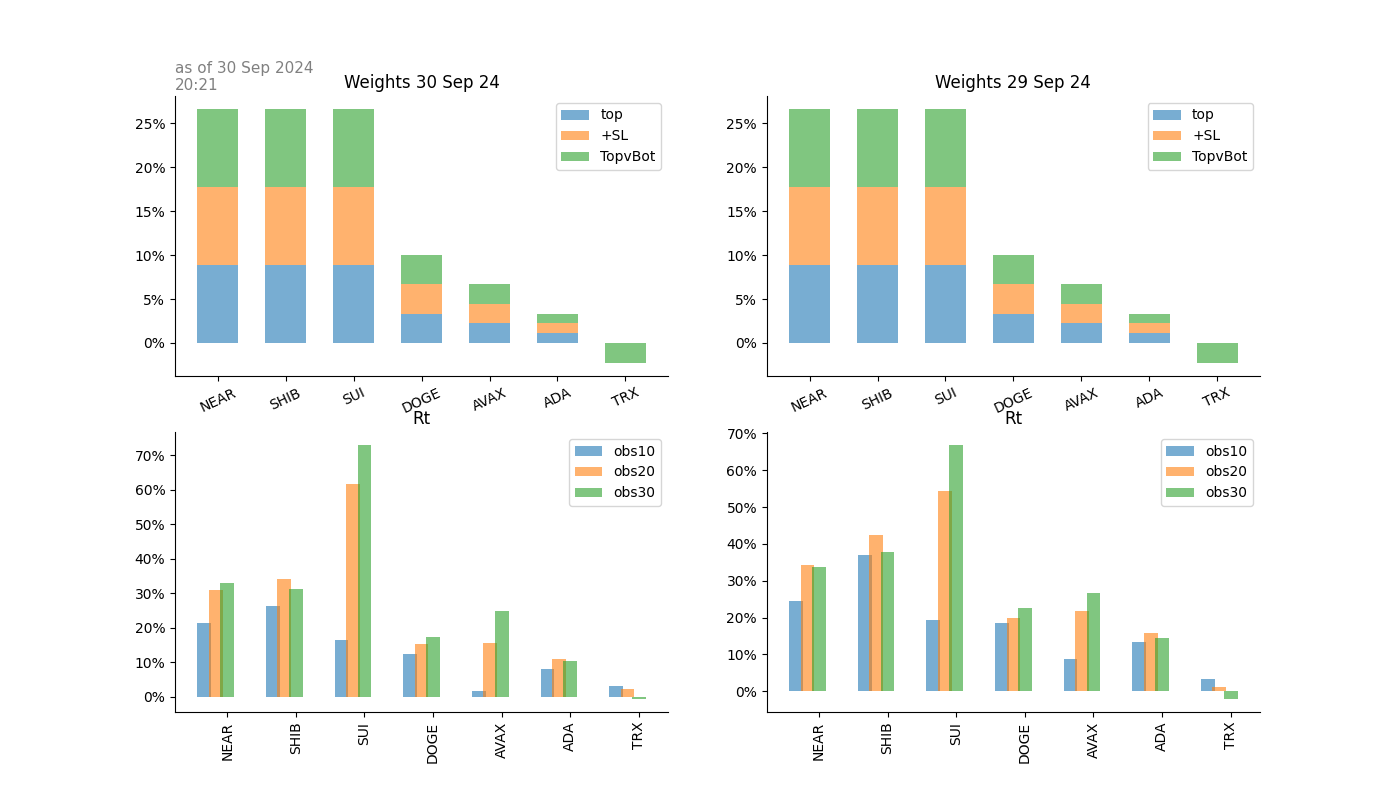 as of 30 Sep 2024
20:21
Weights 30 Sep 24
25%
20%
15%
10%
5%
0%
top
+SL
TopvBot
NEAR
SHIB
SUI
DOGE
AVAX
ADA
TRX
Weights 29 Sep 24
25%
20%
15%
10%
5%
0%
top
+SL
TopvBot
NEAR
SHIB
SUI
DOGE
AVAX
ADA
TRX
Rt
70%
60%
50%
40%
30%
20%
10%
0%
obs10
obs20
obs30
NEAR
SHIB
SUI
DOGE
AVAX
ADA
TRX
Rt
70%
60%
50%
40%
30%
20%
10%
0%
obs10
obs20
obs30
NEAR
SHIB
SUI
DOGE
AVAX
ADA
TRX